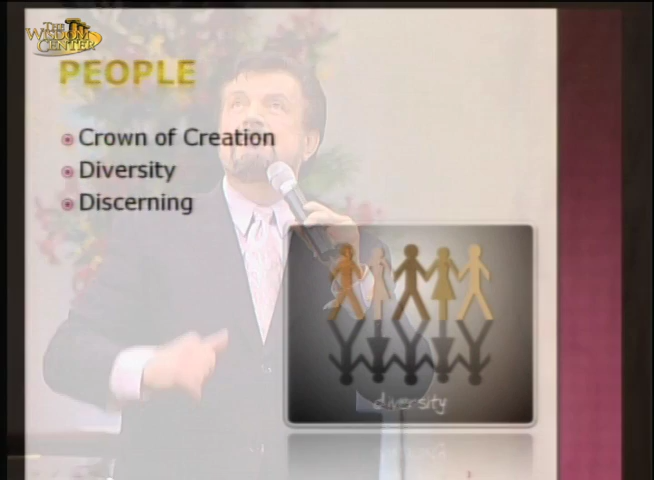 THE
WISDOM
CENTER
PEOPLE
Crown of Creation
Diversity
Discerning
diversity